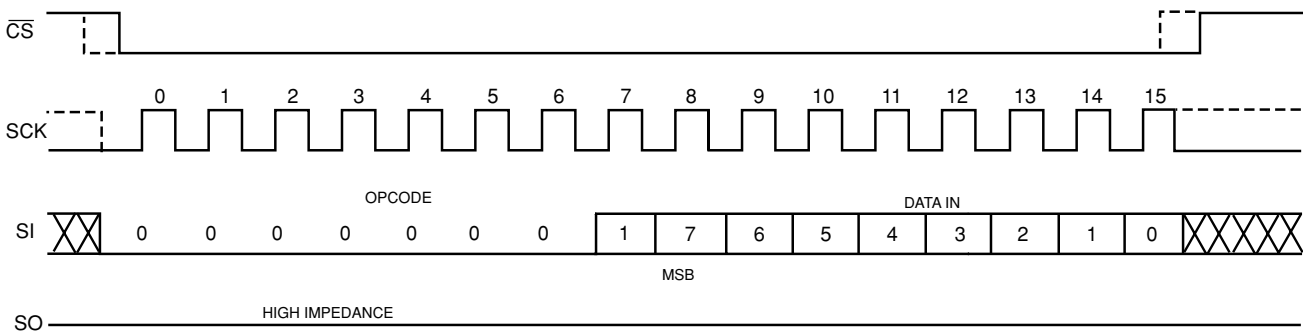 CS
0 1 2 3 4 5 6 7 8 9 10 11 12 13 14 15
SCK
OPCODE DATA IN
SI 0 0 0 0 0 0 0 1 7 6 5 4 3 2 1 0
MSB
HIGH IMPEDANCE
SO